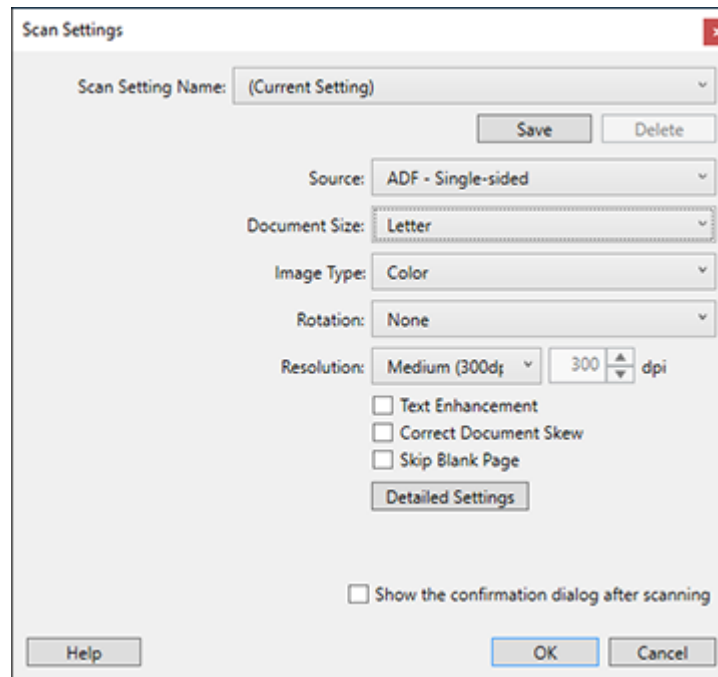 Scan Settings
Scan Setting Name: (Current Setting)
Save Delete
Source: ADF - Single-sided
Document Size: Letter
Image Type: Color
Rotation: None
Resolution: Medium (300dp 300 dpi
Text Enhancement
Correct Document Skew
Skip Blank Page
Detailed Settings
Show the confirmation dialog after scanning
Help OK Cancel